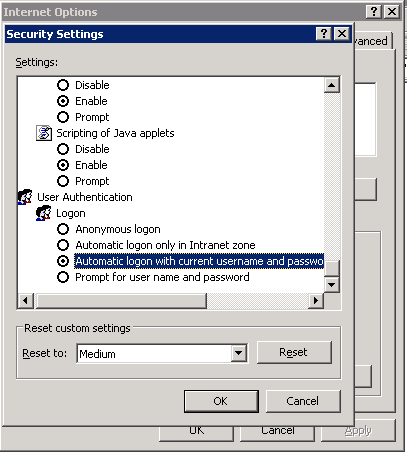 Internet Options
Security Settings
vanced
Settings:
Disable
Enable
Prompt
Scripting of Java applets
Disable
Enable
Prompt
User Authentication
Logon
Anonymous logon
Automatic logon only in Intranet zone
Automatic logon with current username and passwo
Prompt for user name and password
Reset custom settings
Reset to:
Medium
Reset
OK
Cancel
OK
Cancel
Apply